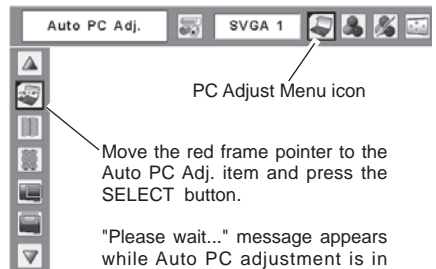 Auto PC Adj.
SVGA 1
PC Adjust Menu icon
Move the red frame pointer to the
Auto PC Adj. item and press the
SELECT button.
"Please wait..." message appears
while Auto PC adjustment is in